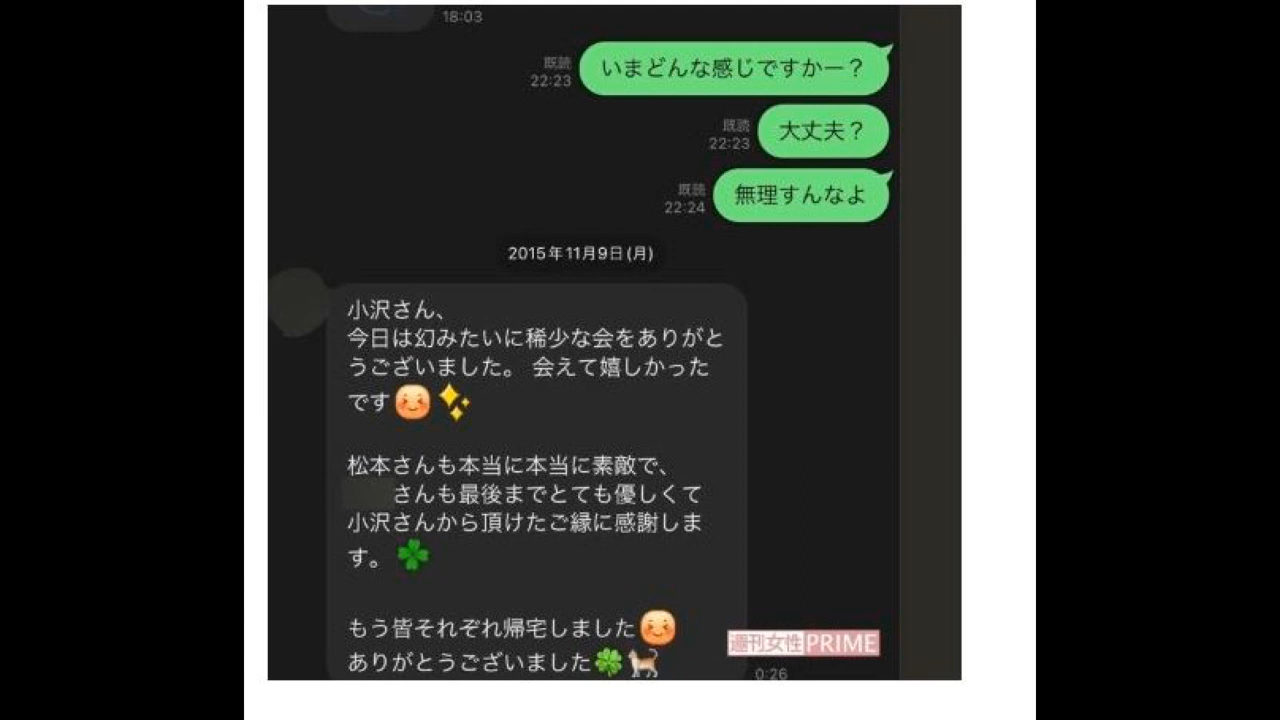 18:03
既読
22:23
いまどんな感じですかー？
既読
22:23
大丈夫？
既読
22:24
無理すんなよ
2015年11月9日(月)
小沢さん、
今日は幻みたいに稀少な会をありがと
うございました。 会えて嬉しかった
です
松本さんも本当に本当に素敵で、
さんも最後までとても優しくて
小沢さんから頂けたご縁に感謝しま
す。
もう皆それぞれ帰宅しました
ありがとうございました
週刊女性PRIME
0:26